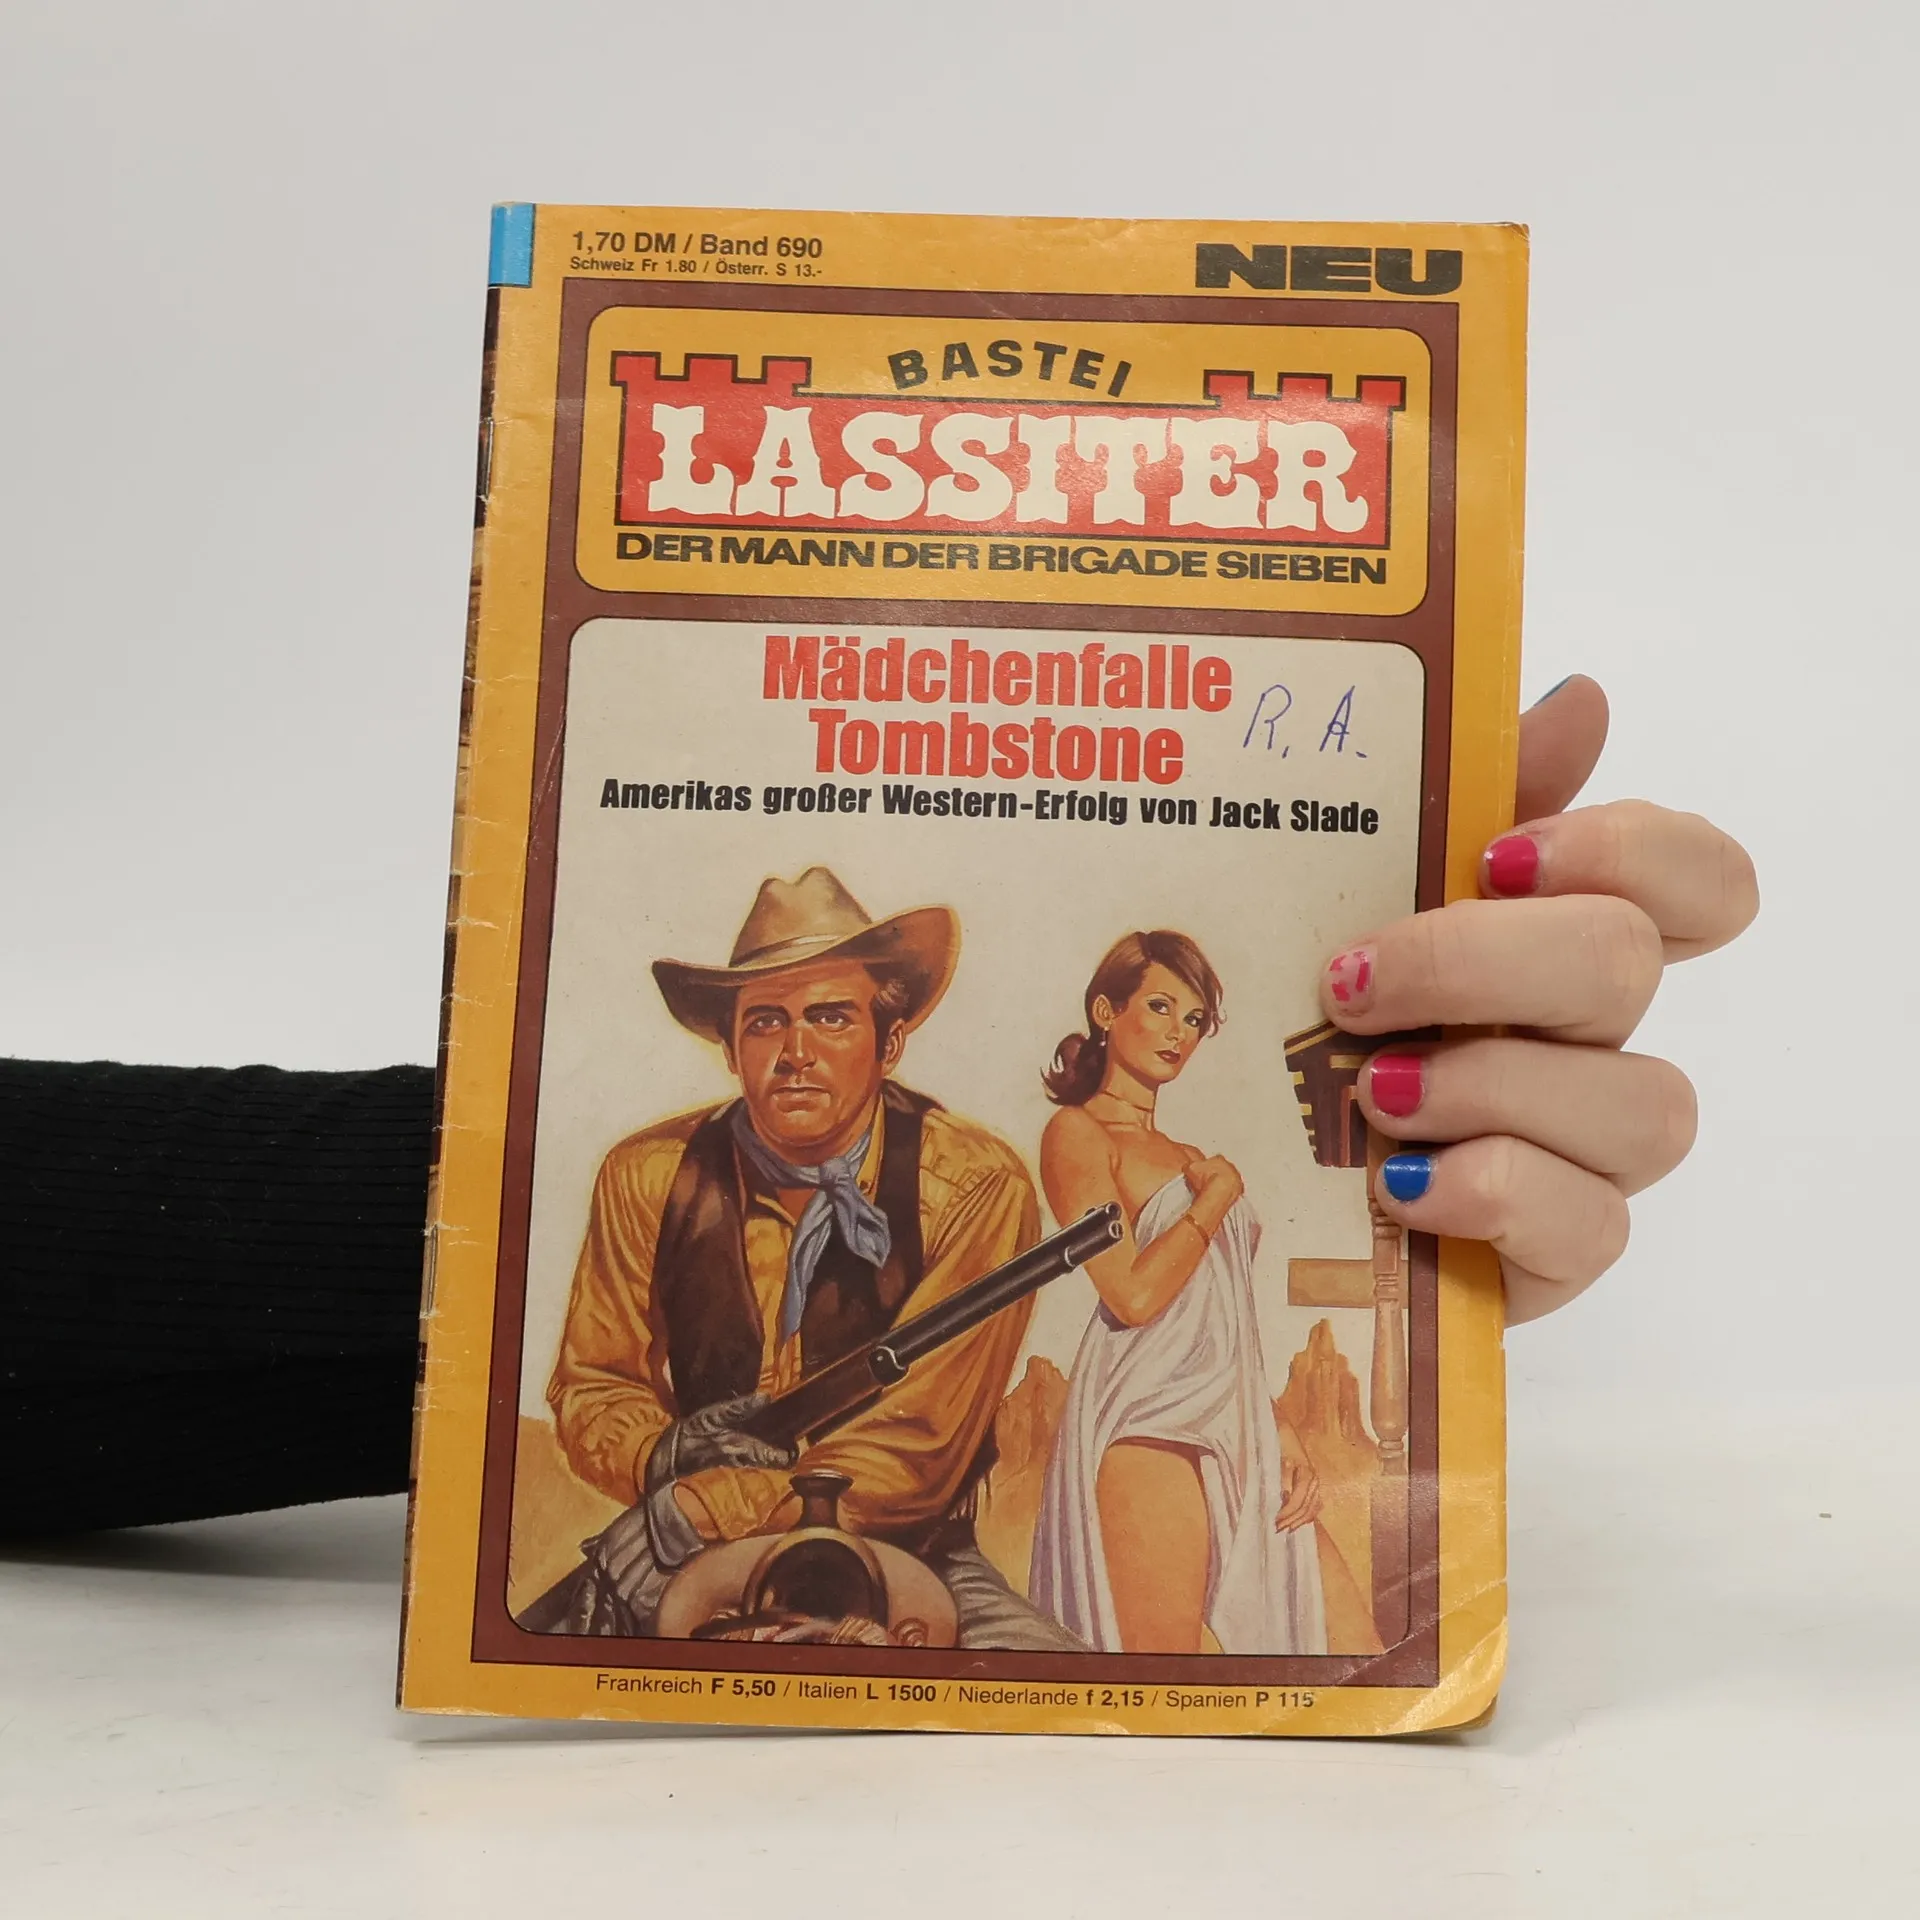 1,70 DM / Band 690
Schweiz Fr 1.80 / Österr. S 13.-
NEU
BASTEI
LASSITER
DER MANN DER BRIGADE SIEBEN
Mädchenfalle
Tombstone
R. A.
Amerikas großer Western-Erfolg von Jack Slade
Frankreich F 5,50 / Italien L 1500 / Niederlande f 2,15 / Spanien P 115